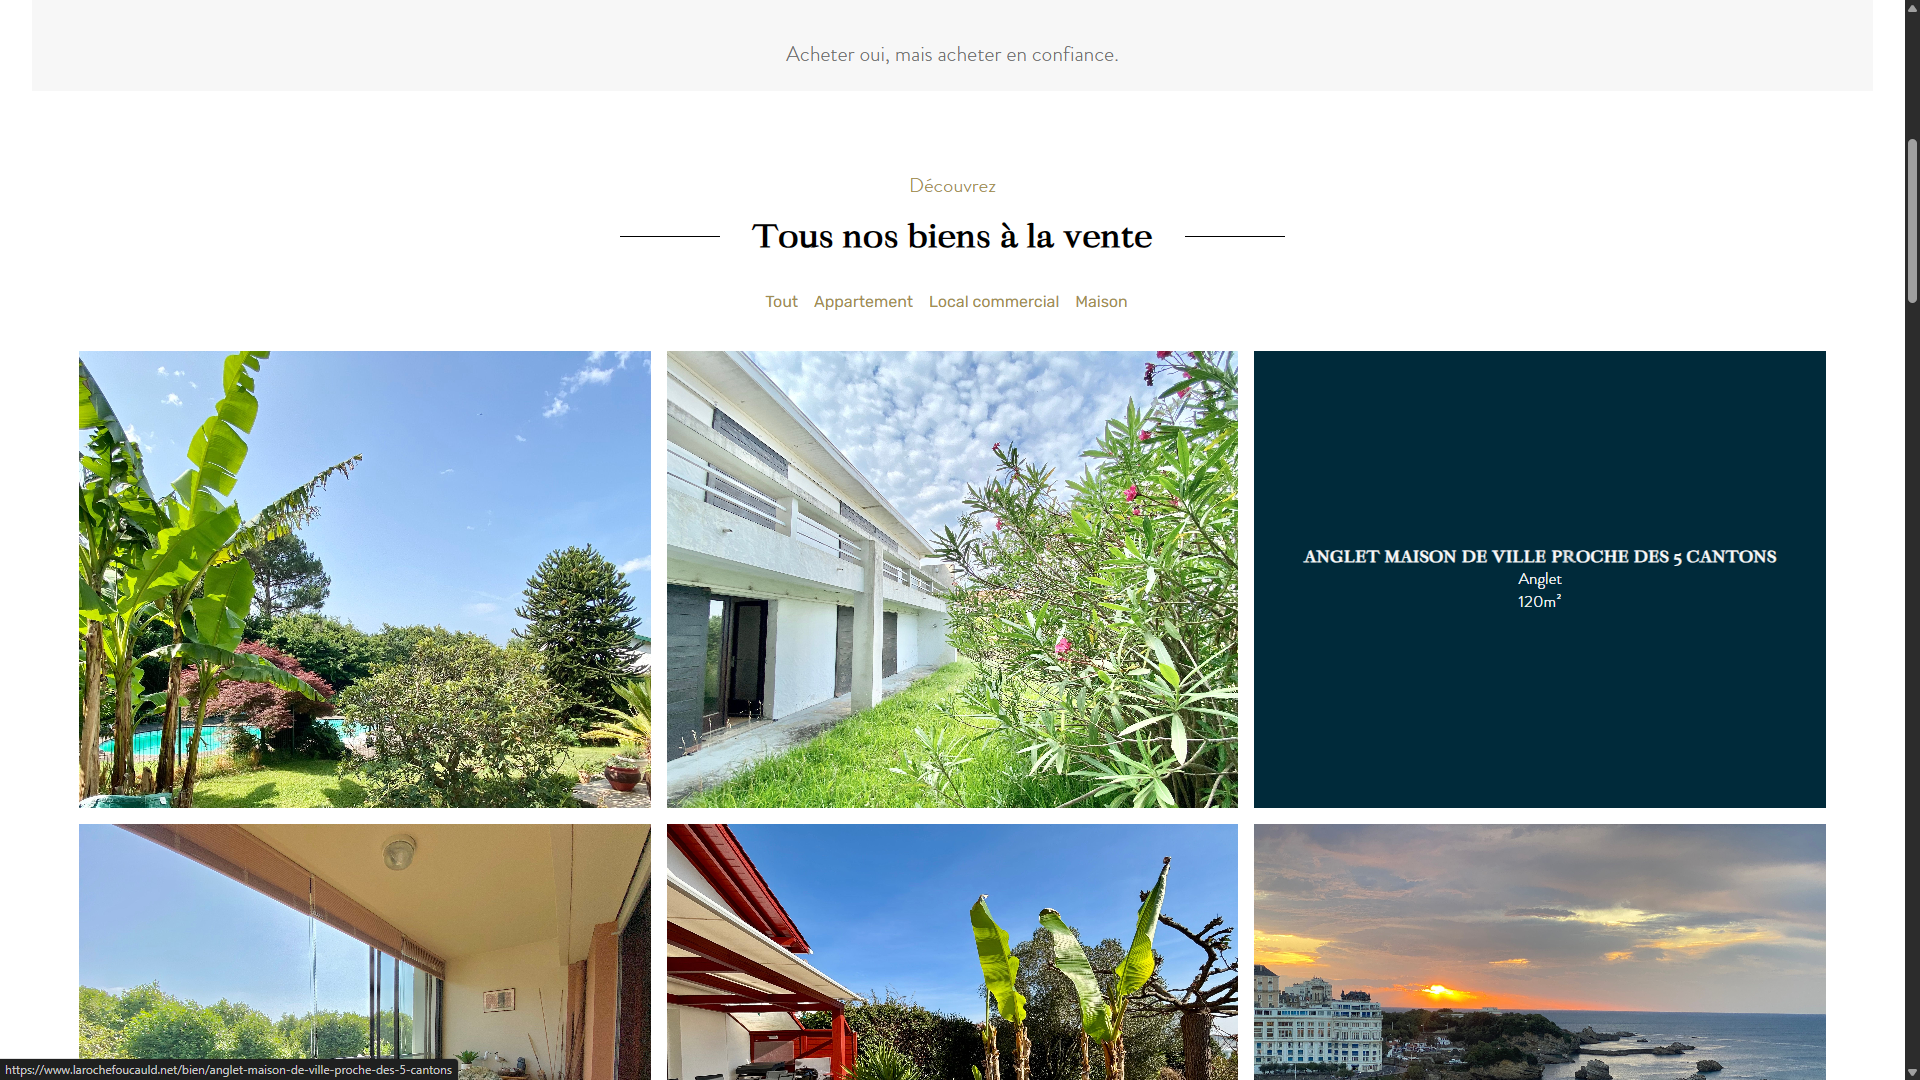 Acheter oui, mais acheter en confiance.
Découvrez
Tous nos biens à la vente
Tout Appartement Local commercial Maison
ANGLET MAISON DE VILLE PROCHE DES 5 CANTONS
Anglet
120m²
https://www.larochefoucauld.net/bien/anglet-maison-de-ville-proche-des-5-cantons